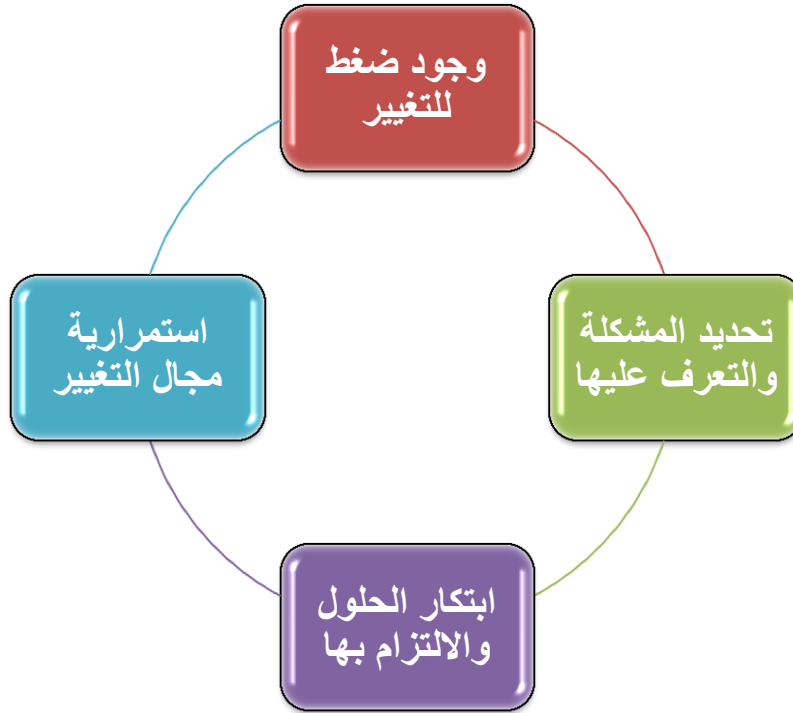 وجود ضغط
للتغيير
تحديد المشكلة
والتعرف عليها
ابتكار الحلول
والالتزام بها
استمرارية
مجال التغيير